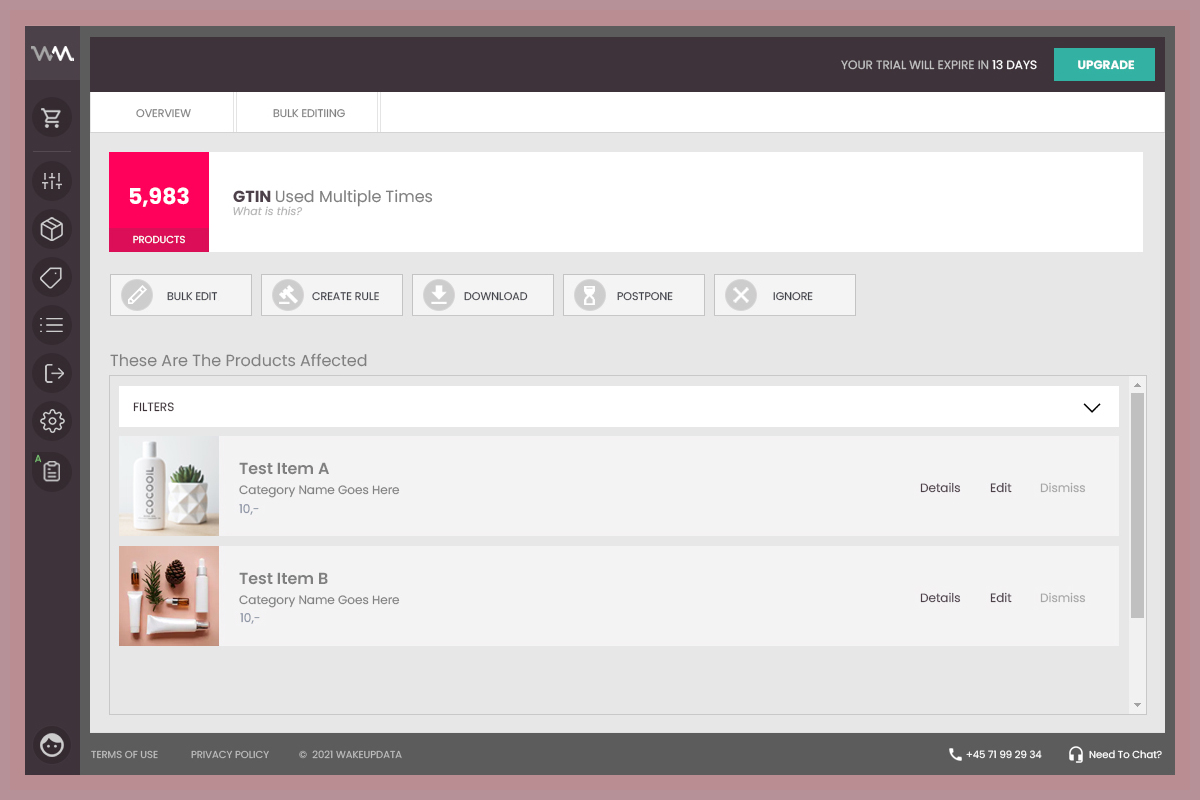 WM
YOUR TRIAL WILL EXPIRE IN 13 DAYS
UPGRADE
OVERVIEW
BULK EDITIING
5,983
PRODUCTS
GTIN Used Multiple Times
What is this?
BULK EDIT
CREATE RULE
DOWNLOAD
POSTPONE
IGNORE
These Are The Products Affected
FILTERS
COCOOIL
Test Item A
Category Name Goes Here
10,-
Details
Edit
Dismiss
Test Item B
Category Name Goes Here
10,-
Details
Edit
Dismiss
A
TERMS OF USE
PRIVACY POLICY
© 2021 WAKEUPDATA
+45 71 99 29 34
Need To Chat?